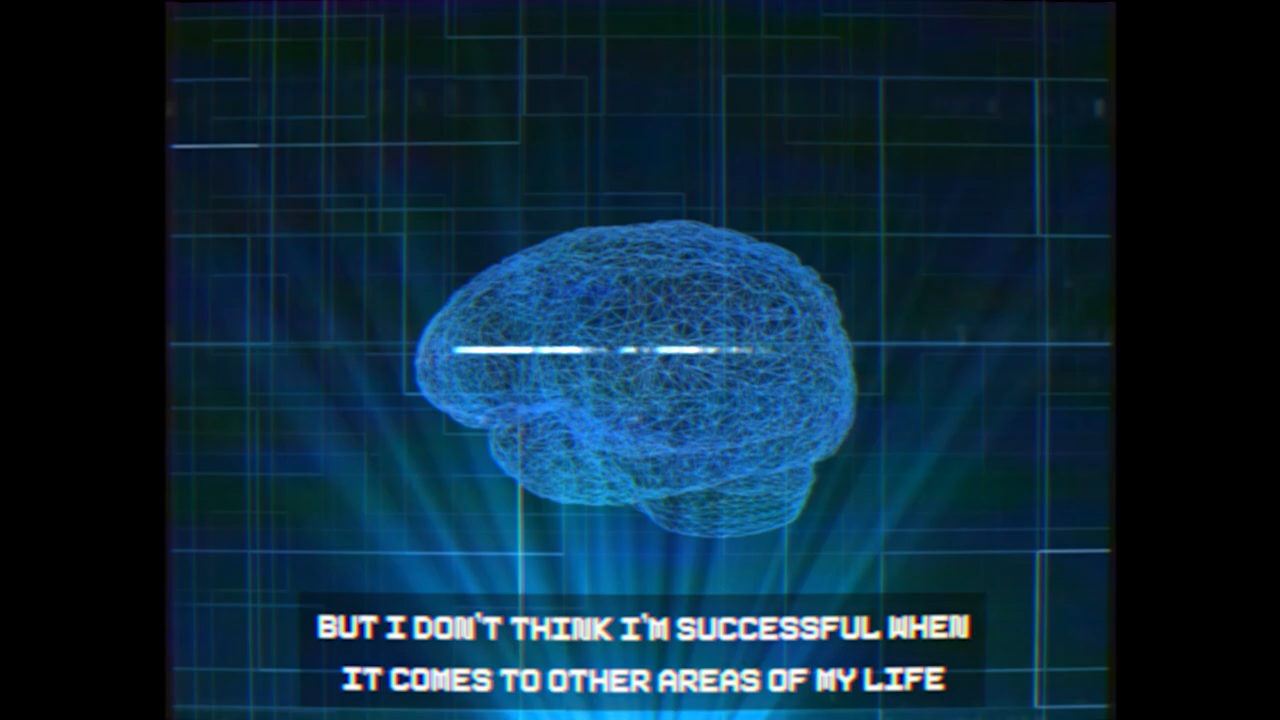 BUT I DON'T THINK I'M SUCCESSFUL WHEN
IT COMES TO OTHER AREAS OF MY LIFE